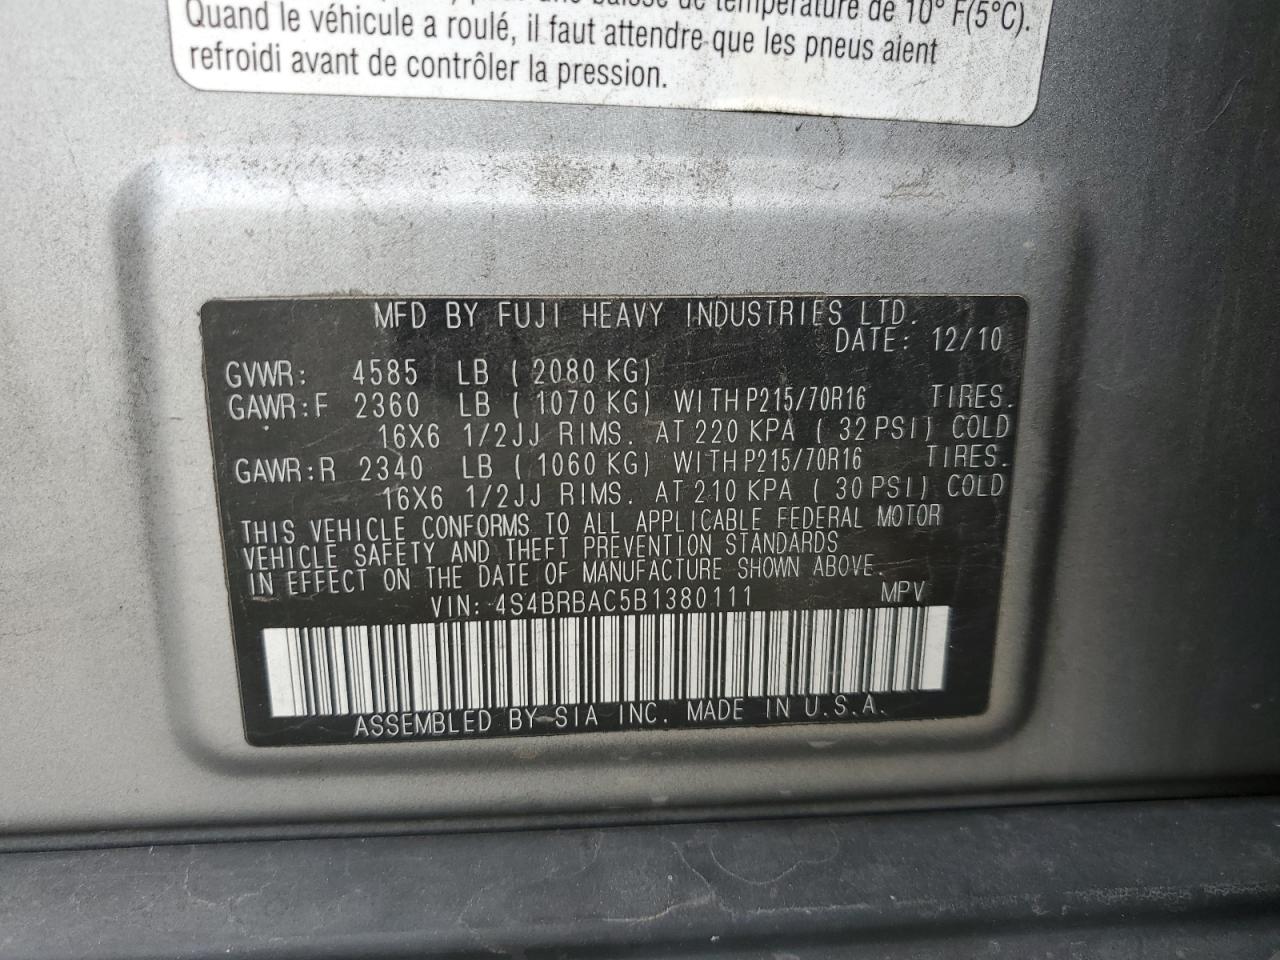 de température de 10° F(5°C).
Quand le véhicule a roulé, il faut attendre que les pneus aient
refroidi avant de contrôler la pression.
MFD BY FUJI HEAVY INDUSTRIES LTD.
DATE: 12/10
GVWR: 4585 LB ( 2080 KG)
GAWR:F 2360 LB ( 1070 KG) WITH P215/70R16 TIRES.
16X6 1/2JJ RIMS. AT 220 KPA ( 32 PSI) COLD
GAWR:R 2340 LB ( 1060 KG) WITH P215/70R16 TIRES.
16X6 1/2JJ RIMS. AT 210 KPA ( 30 PSI) COLD
THIS VEHICLE CONFORMS TO ALL APPLICABLE FEDERAL MOTOR
VEHICLE SAFETY AND THEFT PREVENTION STANDARDS
IN EFFECT ON THE DATE OF MANUFACTURE SHOWN ABOVE.
VIN: 4S4BRBAC5B1380111 MPV
ASSEMBLED BY SIA INC. MADE IN U.S.A.